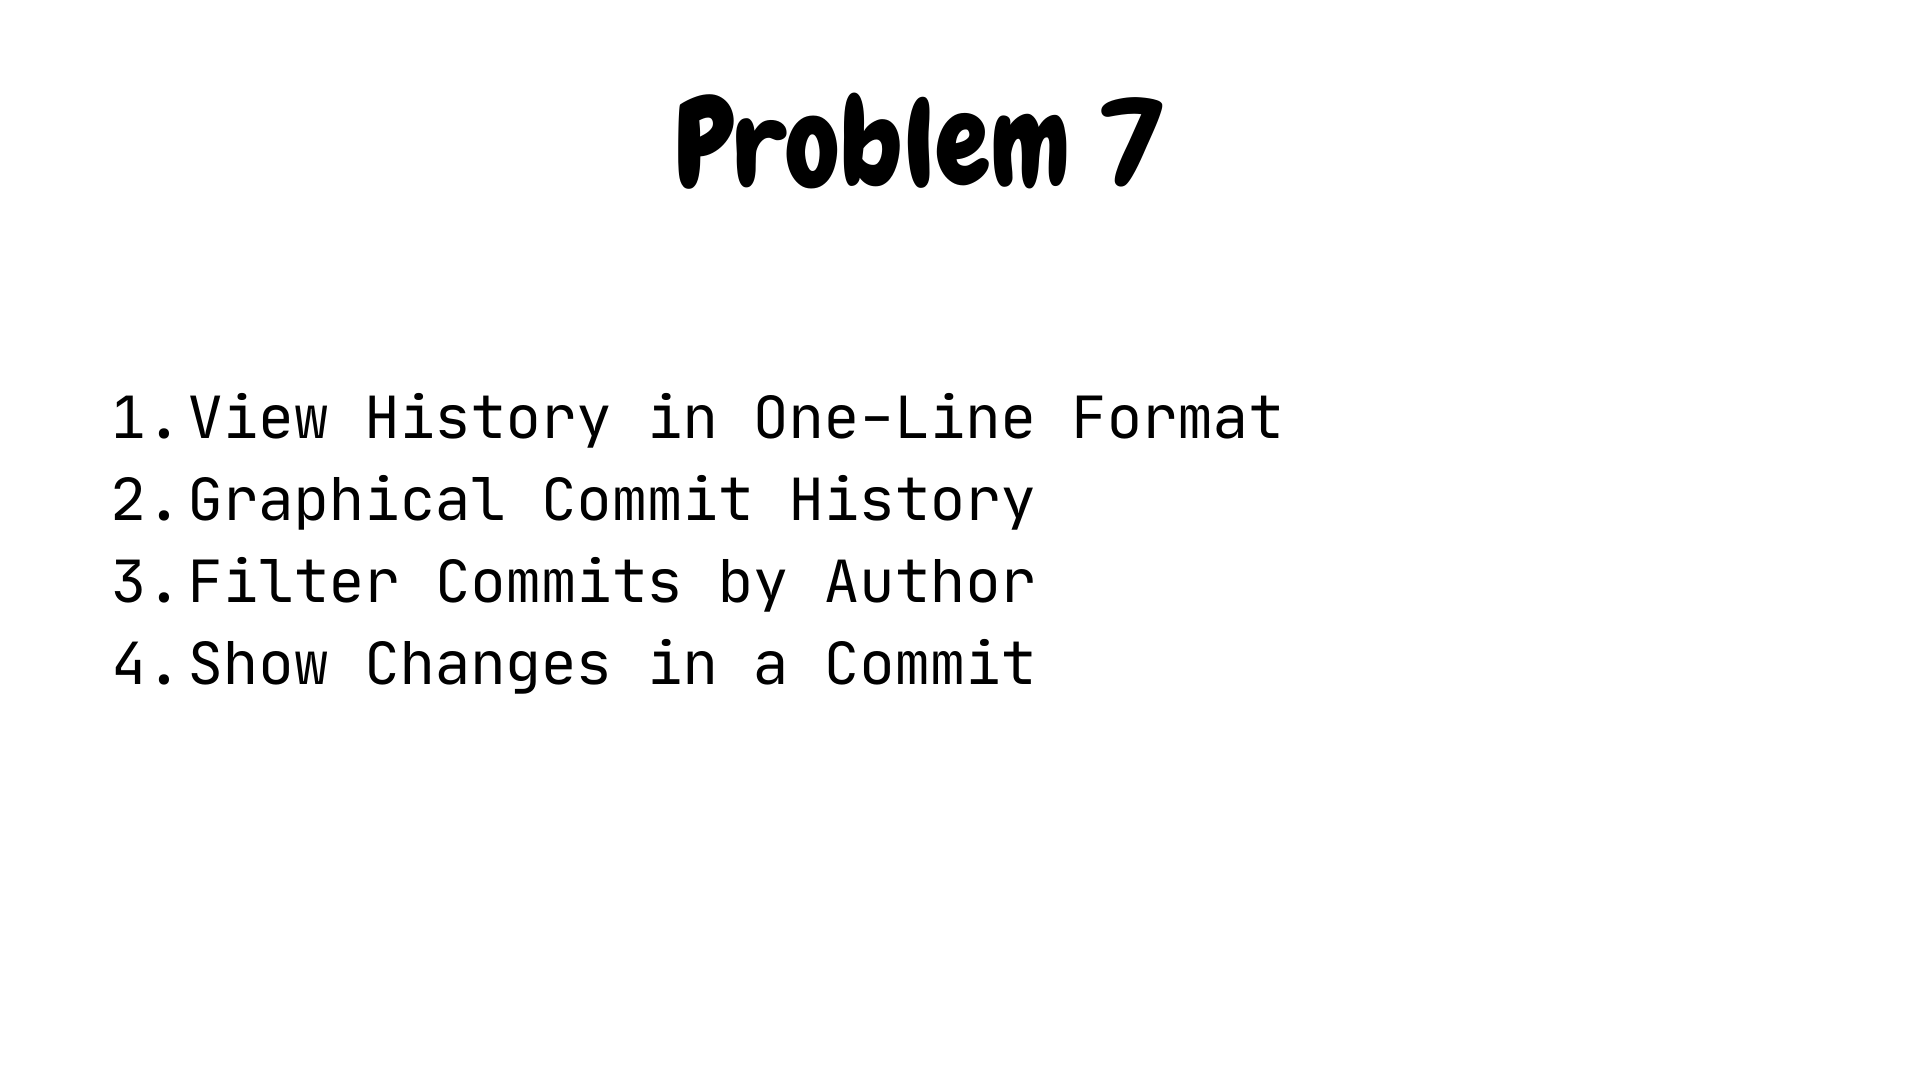 Problem 7
1.View History in One-Line Format
2.Graphical Commit History
3.Filter Commits by Author
4.Show Changes in a Commit